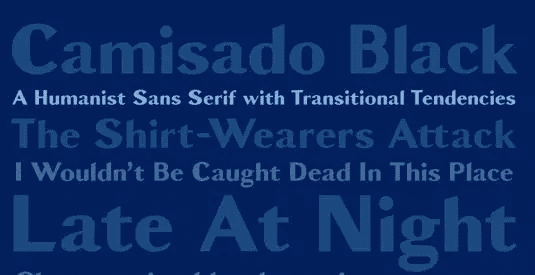 Camisado Black
A Humanist Sans Serif with Transitional Tendencies
The Shirt-Wearers Attack
I Wouldn't Be Caught Dead In This Place
Late At Night